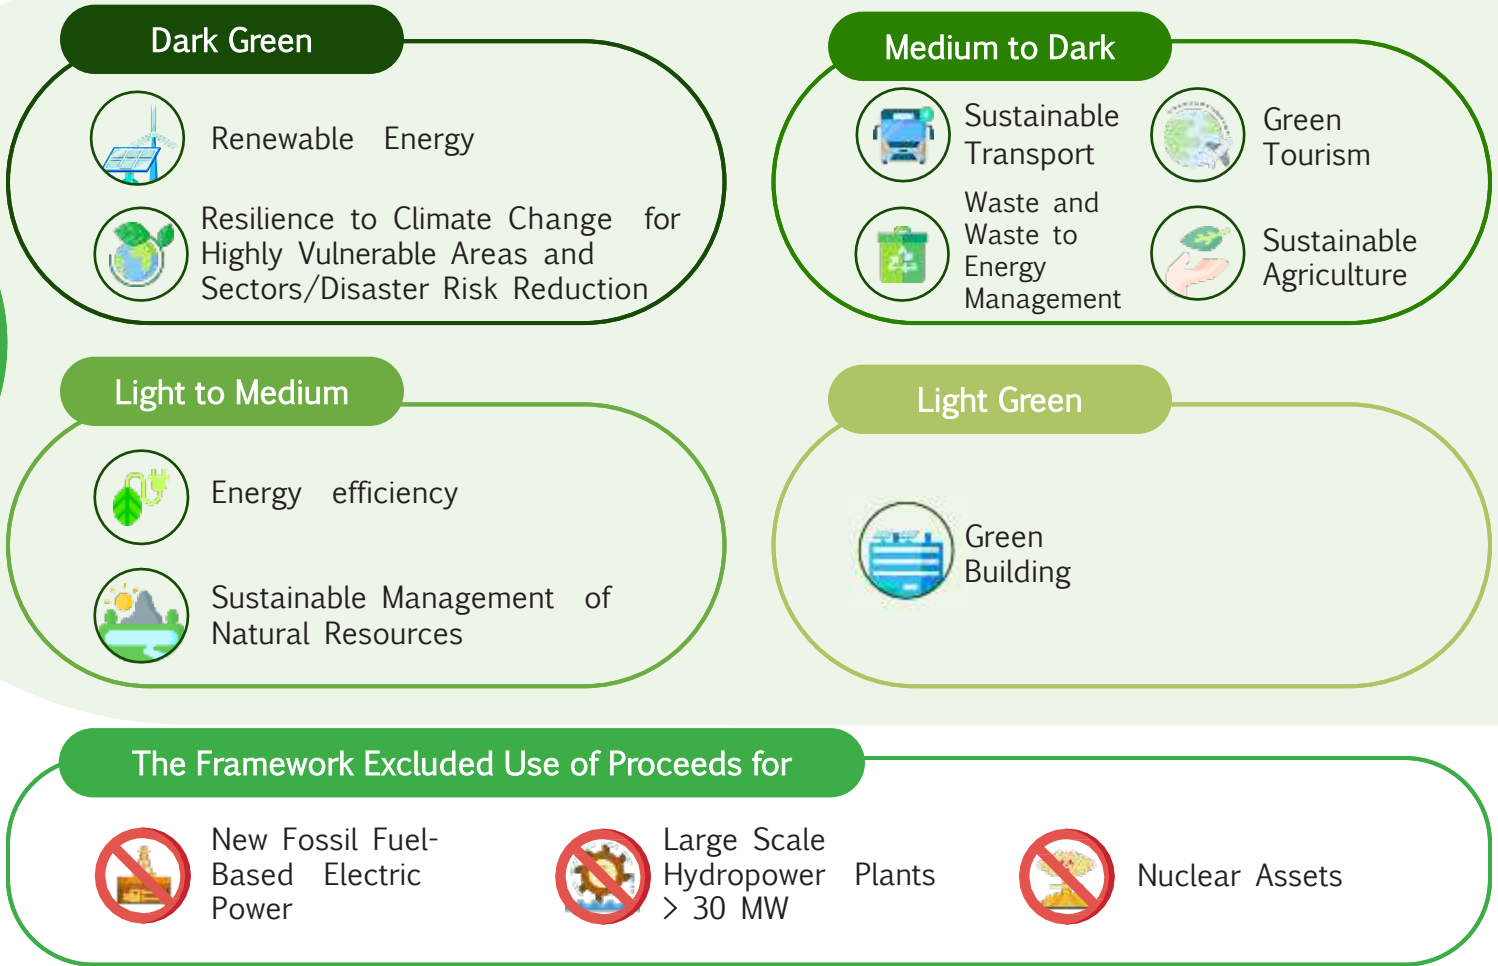 Dark Green
Renewable Energy
Resilience to Climate Change for
Highly Vulnerable Areas and
Sectors/Disaster Risk Reduction
Medium to Dark
Sustainable
Transport
Green
Tourism
Waste and
Waste to
Energy
Management
Sustainable
Agriculture
Light to Medium
Energy efficiency
Sustainable Management of
Natural Resources
Light Green
Green
Building
The Framework Excluded Use of Proceeds for
New Fossil Fuel-
Based Electric
Power
Large Scale
Hydropower Plants
> 30 MW
Nuclear Assets